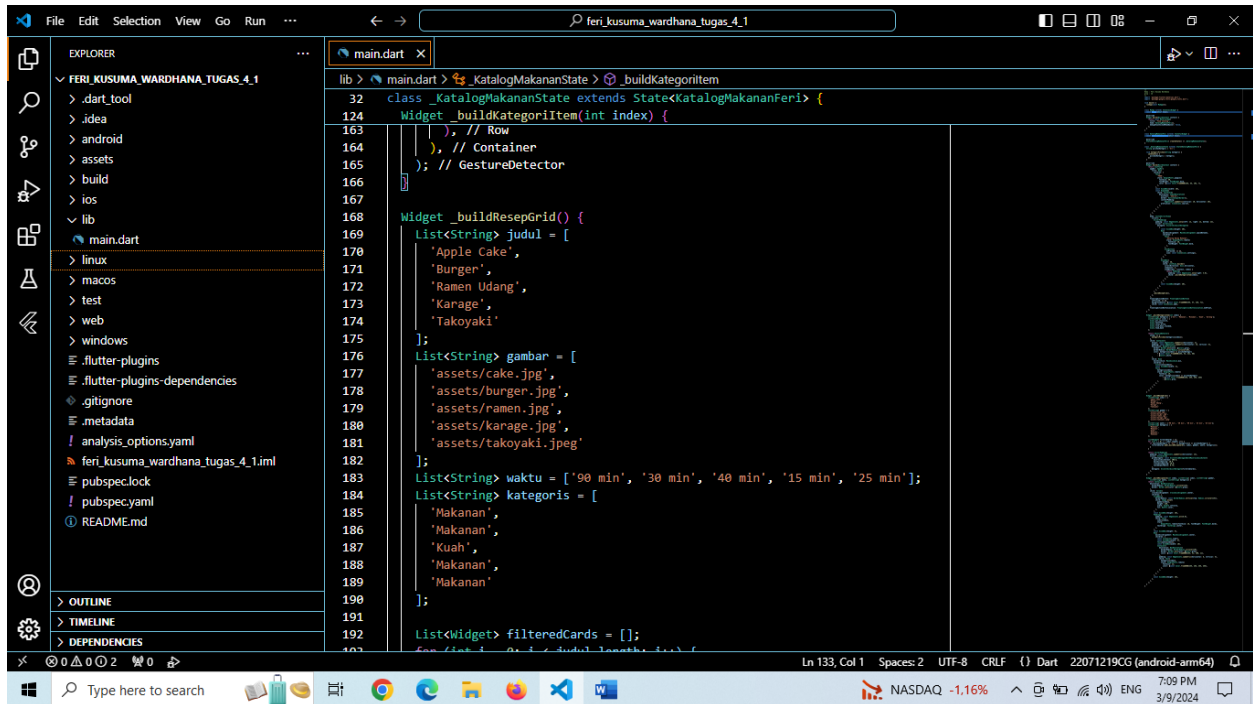 File Edit Selection View Go Run ··· feri_kusuma_wardhana_tugas_4_1
EXPLORER ···
FERI_KUSUMA_WARDHANA_TUGAS_4_1
.dart_tool
.idea
android
assets
build
ios
lib
main.dart
linux
macos
test
web
windows
.flutter-plugins
.flutter-plugins-dependencies
.gitignore
.metadata
analysis_options.yaml
feri_kusuma_wardhana_tugas_4_1.iml
pubspec.lock
pubspec.yaml
README.md
OUTLINE
TIMELINE
DEPENDENCIES
main.dart
lib > main.dart > _KatalogMakananState > _buildKategoriItem
32 class _KatalogMakananState extends State<KatalogMakananFeri> {
124 Widget _buildKategoriItem(int index) {
163 ), // Row
164 ), // Container
165 ); // GestureDetector
166 }
167
168 Widget _buildResepGrid() {
169 List<String> judul = [
170 'Apple Cake',
171 'Burger',
172 'Ramen Udang',
173 'Karage',
174 'Takoyaki'
175 ];
176 List<String> gambar = [
177 'assets/cake.jpg',
178 'assets/burger.jpg',
179 'assets/ramen.jpg',
180 'assets/karage.jpg',
181 'assets/takoyaki.jpeg'
182 ];
183 List<String> waktu = ['90 min', '30 min', '40 min', '15 min', '25 min'];
184 List<String> kategoris = [
185 'Makanan',
186 'Makanan',
187 'Kuah',
188 'Makanan',
189 'Makanan'
190 ];
191
192 List<Widget> filteredCards = [];
193 for (int i = 0; i < judul.length; i++) {
0 0 2 0 Ln 133, Col 1 Spaces: 2 UTF-8 CRLF {} Dart 22071219CG (android-arm64)
Type here to search NASDAQ -1,16% ENG 7:09 PM
3/9/2024